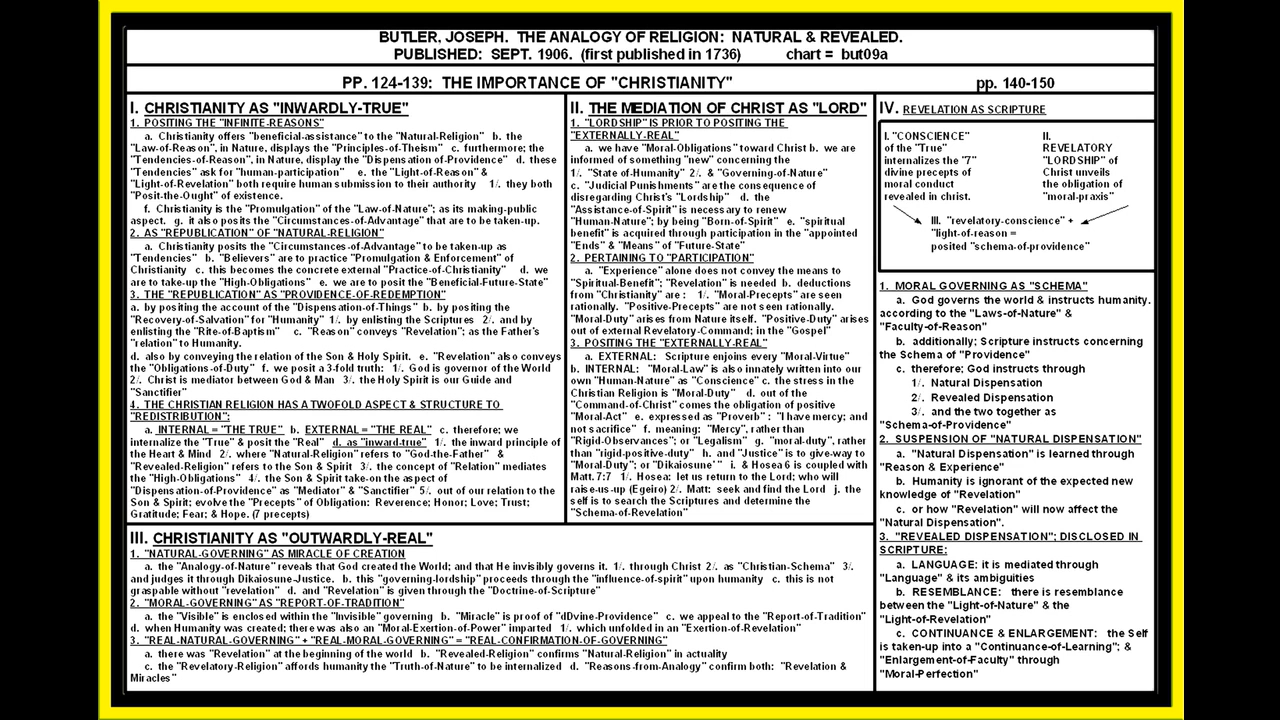 BUTLER, JOSEPH. THE ANALOGY OF RELIGION: NATURAL & REVEALED.
PUBLISHED: SEPT. 1906. (first published in 1736) chart = but09a
PP. 124-139: THE IMPORTANCE OF "CHRISTIANITY"
pp. 140-150
I. CHRISTIANITY AS "INWARDLY-TRUE"
1. POSITING THE "INFINITE-REASONS"
a. Christianity offers "beneficial-assistance" to the "Natural-Religion" b. the
"Law-of-Reason", in Nature, displays the "Principles-of-Theism" c. furthermore; the
"Tendencies-of-Reason", in Nature, display the "Dispensation-of-Providence" d. these
"Tendencies" ask for "human-participation" e. the "Light-of-Reason" &
"Light-of-Revelation" both require human submission to their authority 1/. they both
"Posit-the-Ought" of existence.
f. Christianity is the "Promulgation" of the "Law-of-Nature"; as its making-public
aspect. g. it also posits the "Circumstances-of-Advantage" that are to be taken-up.
2. AS "REPUBLICATION" OF "NATURAL-RELIGION"
a. Christianity posits the "Circumstances-of-Advantage" to be taken-up as
"Tendencies" b. "Believers" are to practice "Promulgation & Enforcement" of
Christianity c. this becomes the concrete external "Practice-of-Christianity" d. we
are to take-up the "High-Obligations" e. we are to posit the "Beneficial-Future-State"
3. THE "REPUBLICATION" AS "PROVIDENCE-OF-REDEMPTION"
a. by positing the account of the "Dispensation-of-Things" b. by positing the
"Recovery-of-Salvation" for "Humanity" 1/. by enlisting the Scriptures 2/. and by
enlisting the "Rite-of-Baptism" c. "Reason" conveys "Revelation"; as the Father's
"relation" to Humanity.
d. also by conveying the relation of the Son & Holy Spirit. e. "Revelation" also conveys
the "Obligations-of-Duty" f. we posit a 3-fold truth: 1/. God is governor of the World
2/. Christ is mediator between God & Man 3/. the Holy Spirit is our Guide and
"Sanctifier"
4. THE CHRISTIAN RELIGION HAS A TWOFOLD ASPECT & STRUCTURE TO
"REDISTRIBUTION":
a. INTERNAL = "THE TRUE" b. EXTERNAL = "THE REAL" c. therefore; we
internalize the "True" & posit the "Real" d. as "inward-true" 1/. the inward principle of
the Heart & Mind 2/. where "Natural-Religion" refers to "God-the-Father" &
"Revealed-Religion" refers to the Son & Spirit 3/. the concept of "Relation" mediates
the "High-Obligations" 4/. the Son & Spirit take-on the aspect of
"Dispensation-of-Providence" as "Mediator" & "Sanctifier" 5/. out of our relation to the
Son & Spirit; evolve the "Precepts" of Obligation: Reverence; Honor; Love; Trust;
Gratitude; Fear; & Hope. (7 precepts)
II. THE MEDIATION OF CHRIST AS "LORD"
1. "LORDSHIP" IS PRIOR TO POSITING THE
"EXTERNALLY-REAL"
a. we have "Moral-Obligations" toward Christ b. we are
informed of something "new" concerning the
1/. "State of-Humanity" 2/. & "Governing-of-Nature"
c. "Judicial Punishments" are the consequence of
disregarding Christ's "Lordship" d. the
"Assistance-of-Spirit" is necessary to renew
"Human-Nature"; by being "Born-of-Spirit" e. "spiritual
benefit" is acquired through participation in the "appointed
"Ends" & "Means" of "Future-State"
2. PERTAINING TO "PARTICIPATION"
a. "Experience" alone does not convey the means to
"Spiritual-Benefit"; "Revelation" is needed b. deductions
from "Christianity" are : 1/. "Moral-Precepts" are seen
rationally. "Positive-Precepts" are not seen rationally.
"Moral-Duty" arises from Nature itself. "Positive-Duty" arises
out of external Revelatory-Command; in the "Gospel"
3. POSITING THE "EXTERNALLY-REAL"
a. EXTERNAL: Scripture enjoins every "Moral-Virtue"
b. INTERNAL: "Moral-Law" is also innately written into our
own "Human-Nature" as "Conscience" c. the stress in the
Christian Religion is "Moral-Duty" d. out of the
"Command-of-Christ" comes the obligation of positive
"Moral-Act" e. expressed as "Proverb" : "I have mercy; and
not sacrifice" f. meaning: "Mercy", rather than
"Rigid-Observances"; or "Legalism" g. "moral-duty", rather
than "rigid-positive-duty" h. and "Justice" is to give-way to
"Moral-Duty"; or "Dikaiosune'" i. & Hosea 6 is coupled with
Matt. 7:7 1/. Hosea: let us return to the Lord; who will
raise-us-up (Egeiro) 2/. Matt: seek and find the Lord j. the
self is to search the Scriptures and determine the
"Schema-of-Revelation"
III. CHRISTIANITY AS "OUTWARDLY-REAL"
1. "NATURAL-GOVERNING" AS MIRACLE OF CREATION
a. the "Analogy-of-Nature" reveals that God created the World; and that He invisibly governs it. 1/. through Christ 2/. as "Christian-Schema" 3/.
and judges it through Dikaiosune-Justice. b. this "governing-lordship" proceeds through the "influence-of-spirit" upon humanity c. this is not
graspable without "revelation" d. and "Revelation" is given through the "Doctrine-of-Scripture"
2. "MORAL-GOVERNING" AS "REPORT-OF-TRADITION"
a. the "Visible" is enclosed within the "Invisible" governing b. "Miracle" is proof of "dDvine-Providence" c. we appeal to the "Report-of-Tradition"
d. when Humanity was created; there was also an "Moral-Exertion-of-Power" imparted 1/. which unfolded in an "Exertion-of-Revelation"
3. "REAL-NATURAL-GOVERNING" + "REAL-MORAL-GOVERNING" = "REAL-CONFIRMATION-OF-GOVERNING"
a. there was "Revelation" at the beginning of the world b. "Revealed-Religion" confirms "Natural-Religion" in actuality
c. the "Revelatory-Religion" affords humanity the "Truth-of-Nature" to be internalized d. "Reasons-from-Analogy" confirm both: "Revelation &
Miracles"
IV. REVELATION AS SCRIPTURE
I. "CONSCIENCE"
of the "True"
internalizes the "7"
divine precepts of
moral conduct
revealed in christ.
II.
REVELATORY
"LORDSHIP" of
Christ unveils
the obligation of
"moral-praxis"
III. "revelatory-conscience" +
"light-of-reason =
posited "schema-of-providence"
1. MORAL GOVERNING AS "SCHEMA"
a. God governs the world & instructs humanity.
according to the "Laws-of-Nature" &
"Faculty-of-Reason"
b. additionally; Scripture instructs concerning
the Schema of "Providence"
c. therefore; God instructs through
1/. Natural Dispensation
2/. Revealed Dispensation
3/. and the two together as
"Schema-of-Providence"
2. SUSPENSION OF "NATURAL DISPENSATION"
a. "Natural Dispensation" is learned through
"Reason & Experience"
b. Humanity is ignorant of the expected new
knowledge of "Revelation"
c. or how "Revelation" will now affect the
"Natural Dispensation".
3. "REVEALED DISPENSATION"; DISCLOSED IN
SCRIPTURE:
a. LANGUAGE: it is mediated through
"Language" & its ambiguities
b. RESEMBLANCE: there is resemblance
between the "Light-of-Nature" & the
"Light-of-Revelation"
c. CONTINUANCE & ENLARGEMENT: the Self
is taken-up into a "Continuance-of-Learning"; &
"Enlargement-of-Faculty" through
"Moral-Perfection"